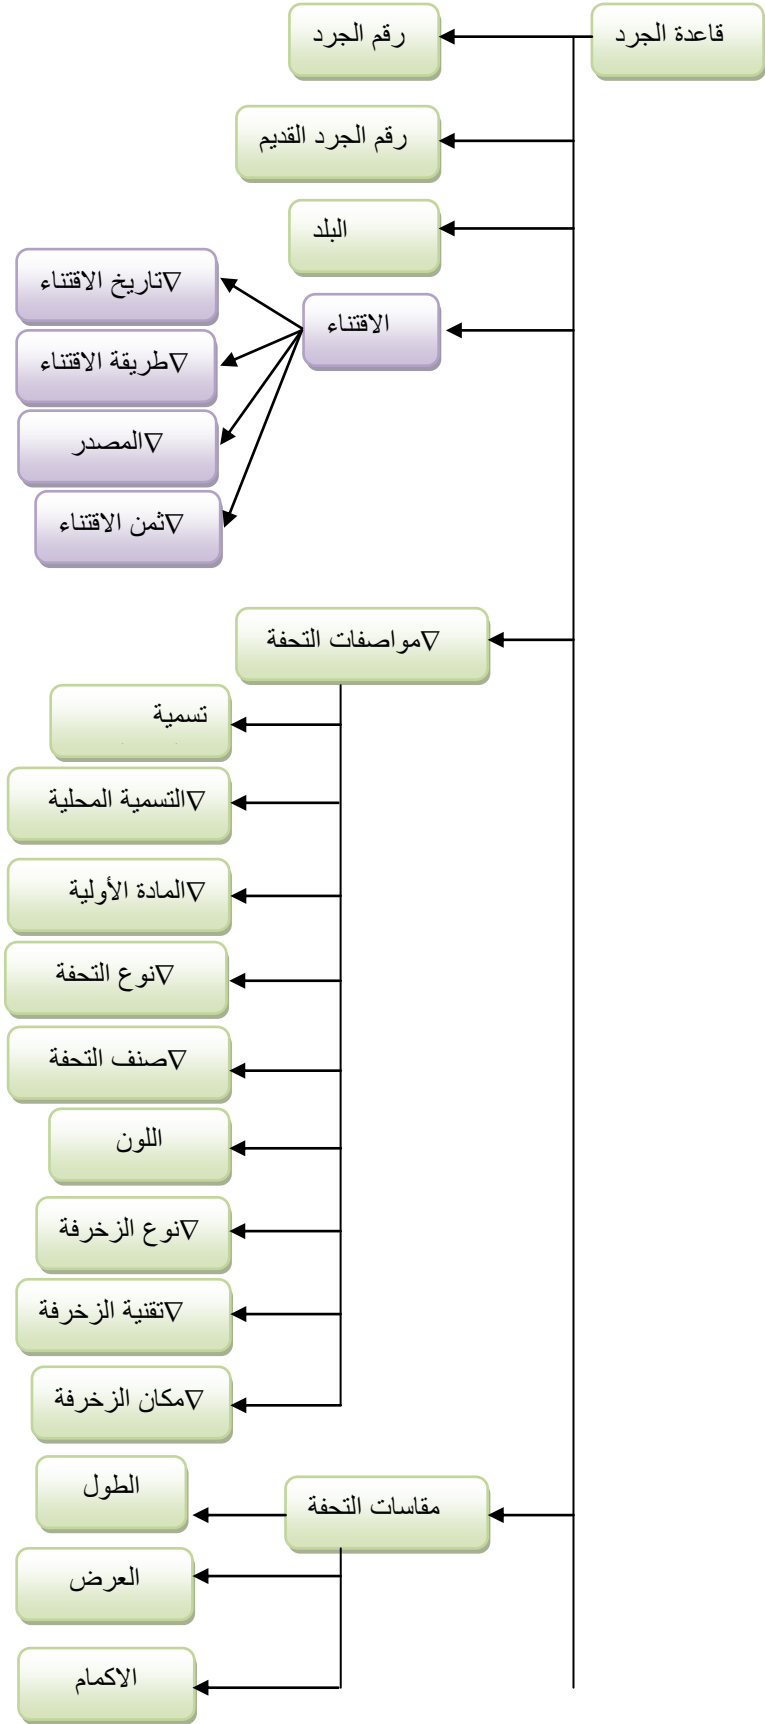 قاعدة الجرد
رقم الجرد
رقم الجرد القديم
البلد
الاقتناء
∇تاريخ الاقتناء
∇طريقة الاقتناء
∇المصدر
∇ثمن الاقتناء
∇مواصفات التحفة
تسمية
∇التسمية المحلية
∇المادة الأولية
∇نوع التحفة
∇صنف التحفة
اللون
∇نوع الزخرفة
∇تقنية الزخرفة
∇مكان الزخرفة
مقاسات التحفة
الطول
العرض
الاكمام